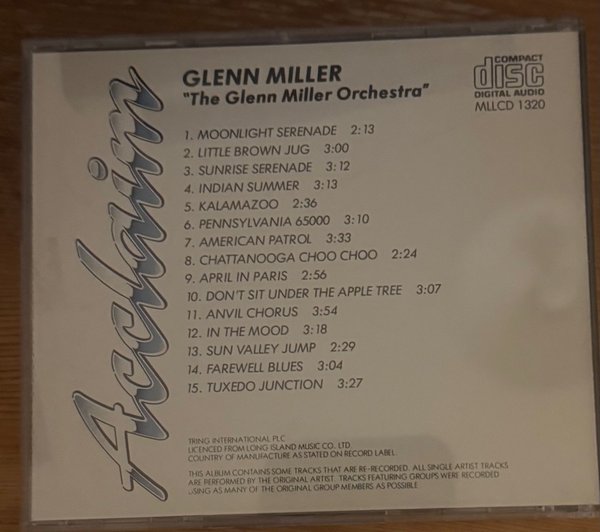 Acclaim
GLENN MILLER
"The Glenn Miller Orchestra"
COMPACT
disc
DIGITAL AUDIO
MLLCD 1320
1. MOONLIGHT SERENADE 2:13
2. LITTLE BROWN JUG 3:00
3. SUNRISE SERENADE 3:12
4. INDIAN SUMMER 3:13
5. KALAMAZOO 2:36
6. PENNSYLVANIA 65000 3:10
7. AMERICAN PATROL 3:33
8. CHATTANOOGA CHOO CHOO 2:24
9. APRIL IN PARIS 2:56
10. DON'T SIT UNDER THE APPLE TREE 3:07
11. ANVIL CHORUS 3:54
12. IN THE MOOD 3:18
13. SUN VALLEY JUMP 2:29
14. FAREWELL BLUES 3:04
15. TUXEDO JUNCTION 3:27
TRING INTERNATIONAL PLC
LICENCED FROM LONG ISLAND MUSIC CO. LTD.
COUNTRY OF MANUFACTURE AS STATED ON RECORD LABEL
THIS ALBUM CONTAINS SOME TRACKS THAT ARE RE-RECORDED. ALL SINGLE ARTIST TRACKS
ARE PERFORMED BY THE ORIGINAL ARTIST. TRACKS FEATURING GROUPS WERE RECORDED
USING AS MANY OF THE ORIGINAL GROUP MEMBERS AS POSSIBLE